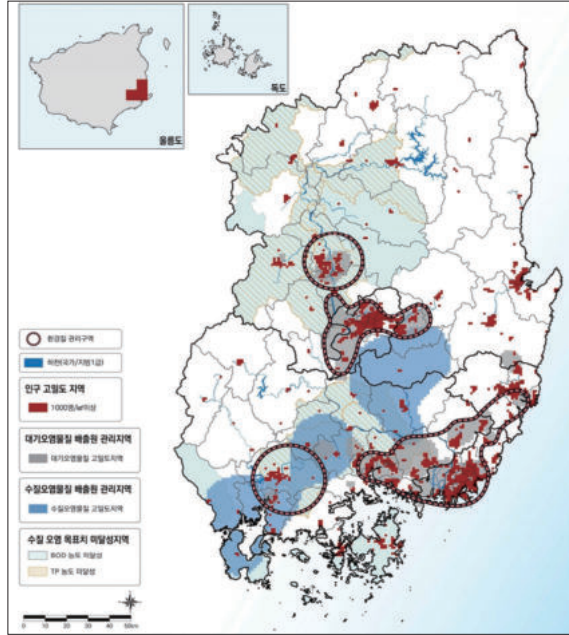 울릉도
독도
환경질 관리구역
하천(국가/지방1급)
인구 고밀도 지역
1000명/㎢이상
대기오염물질 배출원 관리지역
대기오염물질 고밀도지역
수질오염물질 배출원 관리지역
수질오염물질 고밀도지역
수질 오염 목표치 미달성지역
BOD 농도 미달성
TP 농도 미달성
0 10 20 30 40 50km